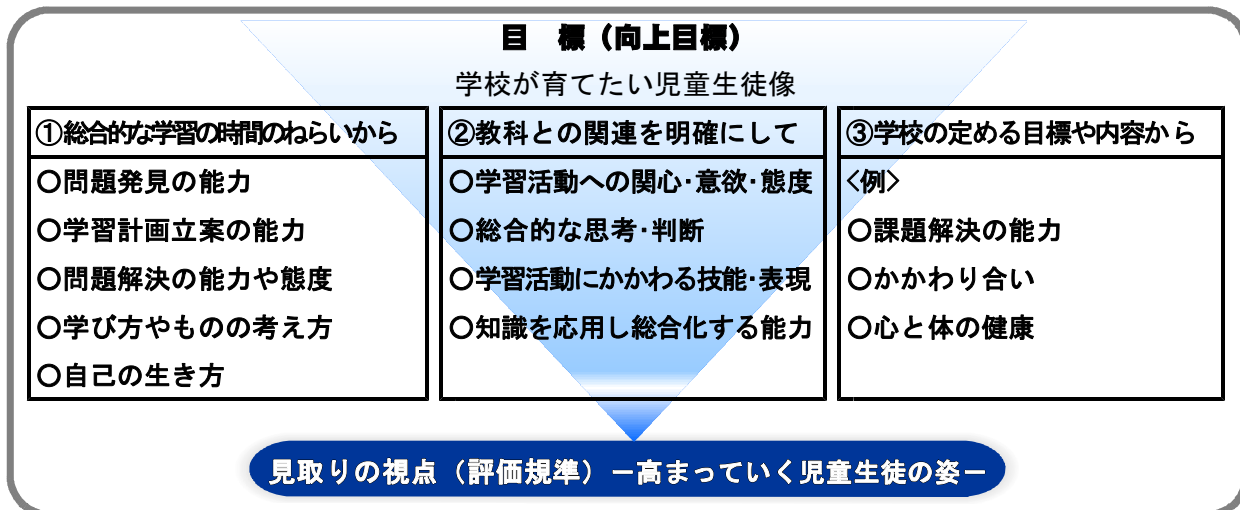 目　標（向上目標）
学校が育てたい児童生徒像
①総合的な学習の時間のねらいから
○問題発見の能力
○学習計画立案の能力
○問題解決の能力や態度
○学び方やものの考え方
○自己の生き方
②教科との関連を明確にして
○学習活動への関心・意欲・態度
○総合的な思考・判断
○学習活動にかかわる技能・表現
○知識を応用し総合化する能力
③学校の定める目標や内容から
<例>
○課題解決の能力
○かかわり合い
○心と体の健康
見取りの視点（評価規準）－高まっていく児童生徒の姿－